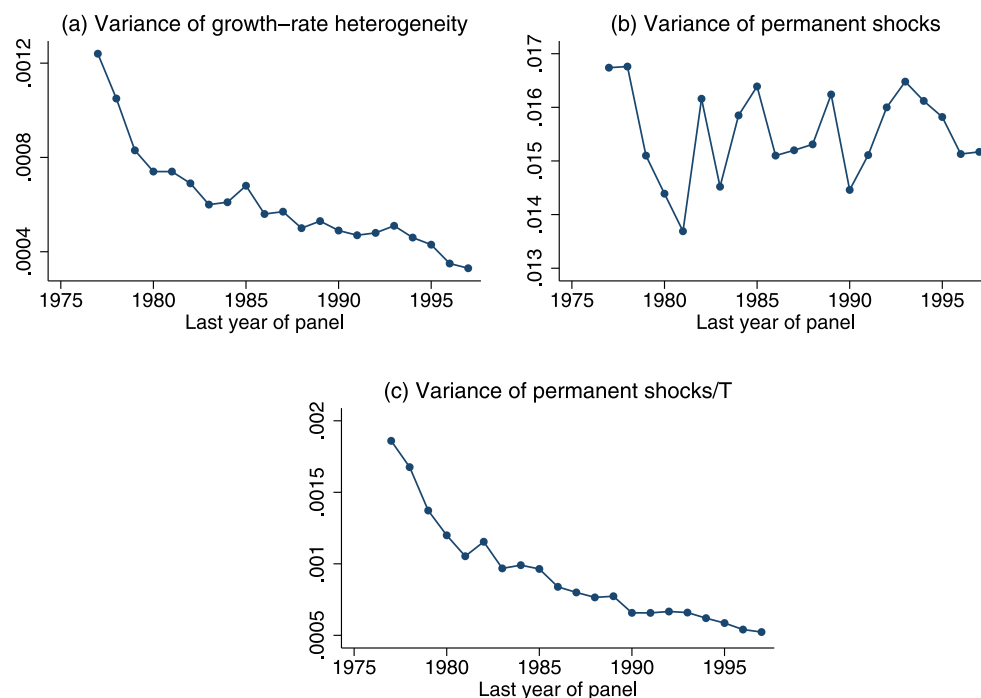 (a) Variance of growth–rate heterogeneity
.0012
.0008
.0004
1975 1980 1985 1990 1995
Last year of panel
(b) Variance of permanent shocks
.017
.016
.015
.014
.013
1975 1980 1985 1990 1995
Last year of panel
(c) Variance of permanent shocks/T
.002
.0015
.001
.0005
1975 1980 1985 1990 1995
Last year of panel